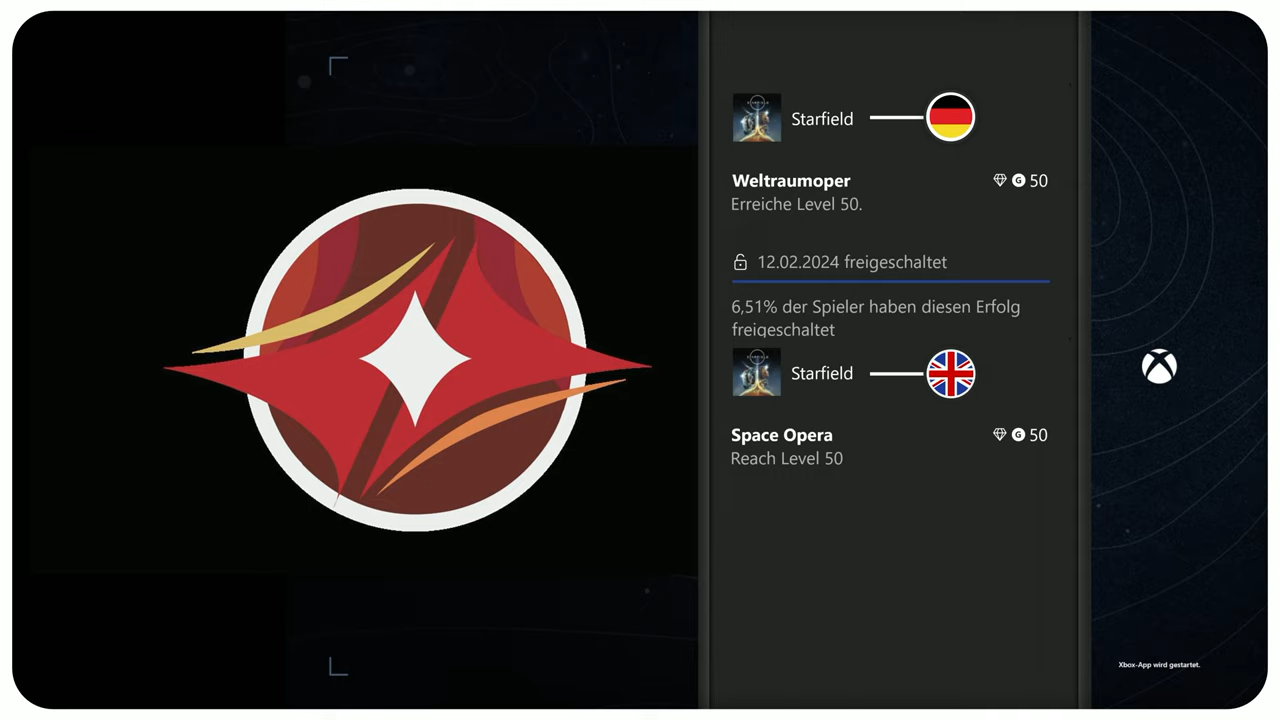 Starfield
Weltraumoper
G 50
Erreiche Level 50.
12.02.2024 freigeschaltet
6,51% der Spieler haben diesen Erfolg
freigeschaltet
Starfield
Space Opera
G 50
Reach Level 50
Xbox-App wird gestartet.